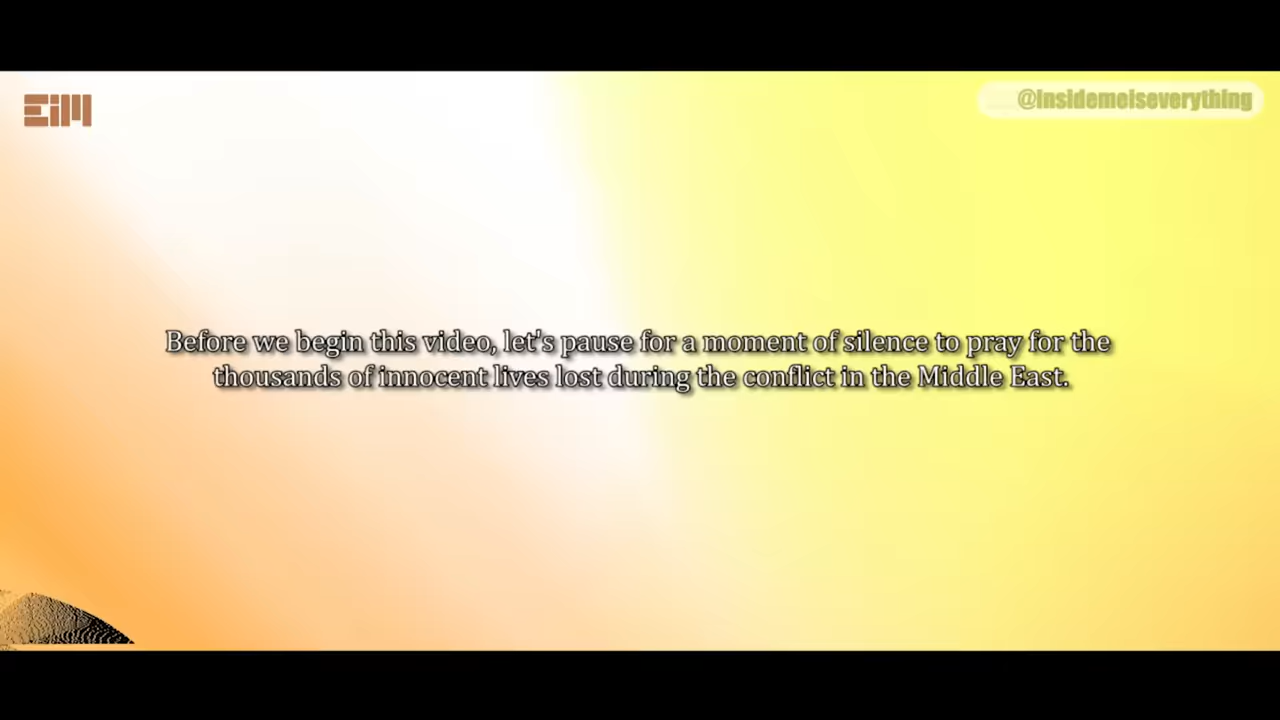 EiM
@insidemeiseverything
Before we begin this video, let's pause for a moment of silence to pray for the
thousands of innocent lives lost during the conflict in the Middle East.